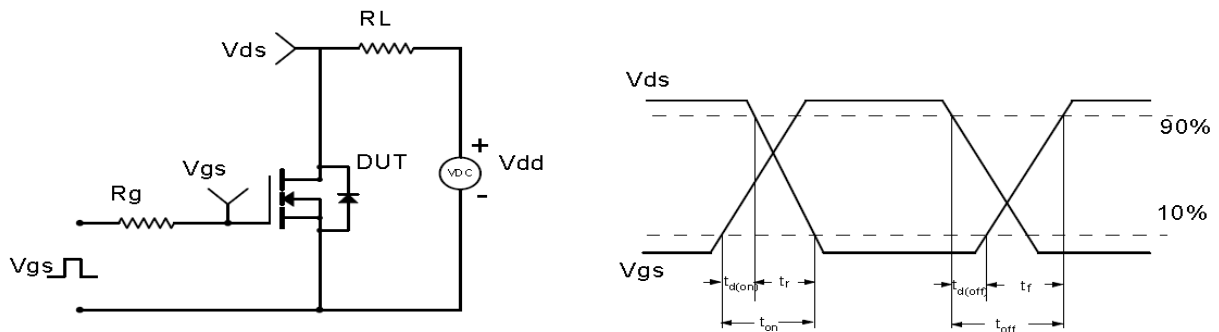 RL
Vds
Vgs
DUT
VDC
+
Vdd
-
Rg
Vgs
Vds
90%
10%
Vgs
td(on)
tr
td(off)
tf
ton
toff